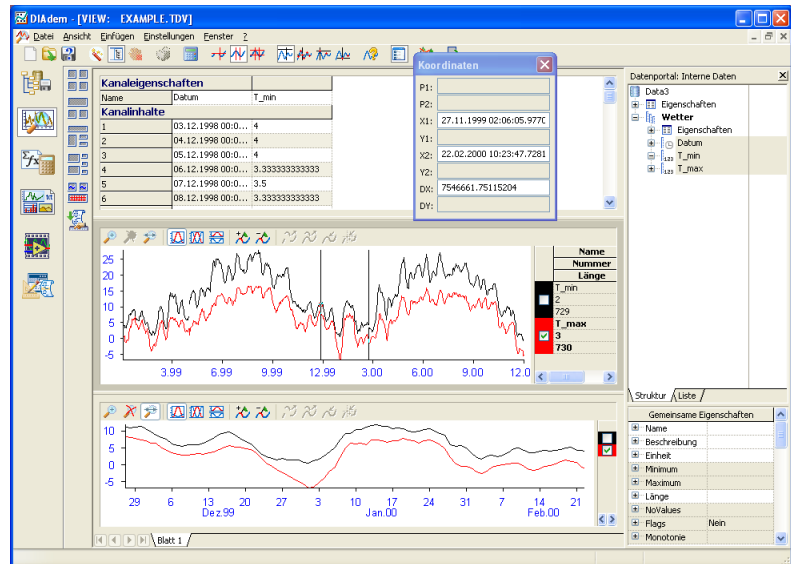 DIAdem - [VIEW: EXAMPLE.TDV]
Datei Ansicht Einfügen Einstellungen Fenster ?
Kanaleigenschaften
Name Datum T_min
Kanalinhalte
1 03.12.1998 00:0... 4
2 04.12.1998 00:0... 4
3 05.12.1998 00:0... 4
4 06.12.1998 00:0... 3.333333333333
5 07.12.1998 00:0... 3.5
6 08.12.1998 00:0... 3.333333333333
Koordinaten
P1:
P2:
X1: 27.11.1999 02:06:05.9770
Y1:
X2: 22.02.2000 10:23:47.7281
Y2:
DX: 7546661.75115204
DY:
Datenportal: Interne Daten
Data3
Eigenschaften
Wetter
Eigenschaften
Datum
T_min
T_max
Struktur Liste
25
20
15
10
5
0
-5
3.99 6.99 9.99 12.99 3.00 6.00 9.00 12.0
Name
Nummer
Länge
T_min
2
729
T_max
3
730
10
5
0
-5
29 6 13 20 27 3 10 17 24 31 7 14 21
Dez.99 Jan.00 Feb.00
Blatt 1
Gemeinsame Eigenschaften
Name
Beschreibung
Einheit
Minimum
Maximum
Länge
NoValues
Flags Nein
Monotonie